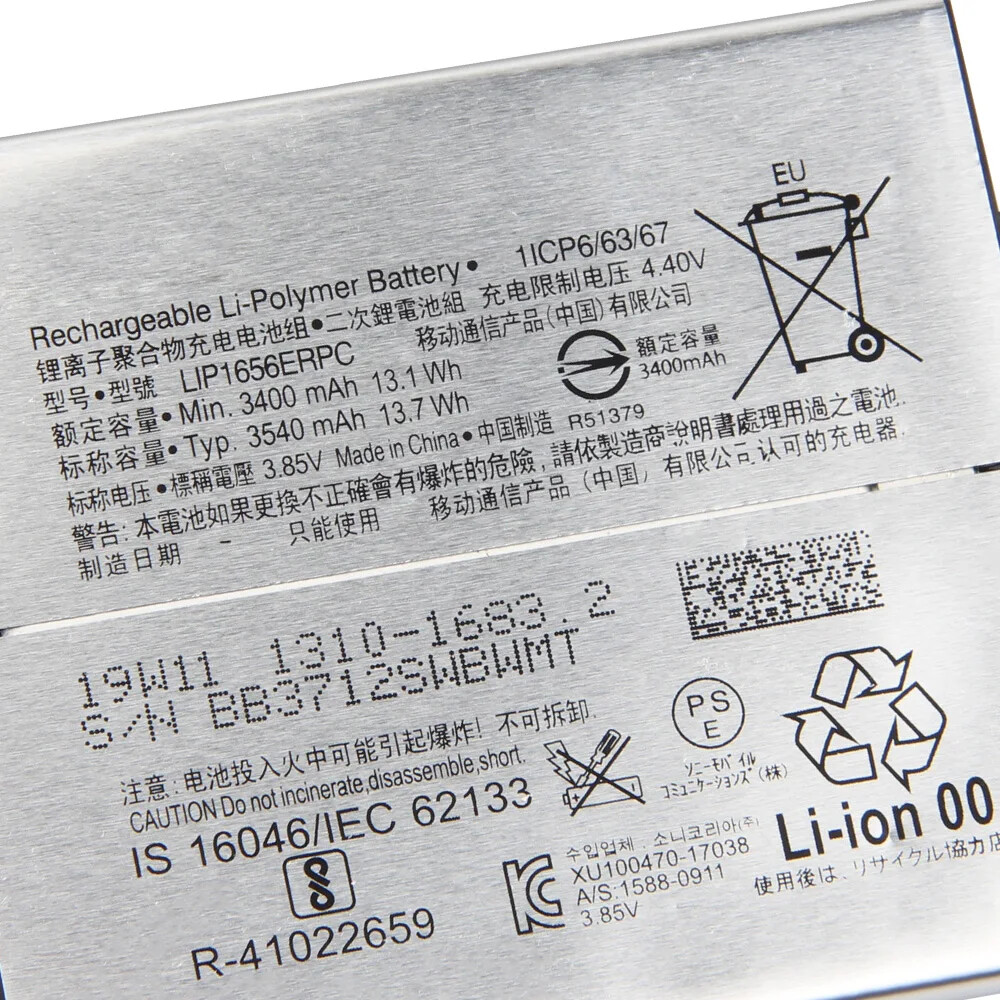 EU
Rechargeable Li-Polymer Battery • 1ICP6/63/67
锂离子聚合物充电电池组•二次鋰電池組 充电限制电压 4.40V
型号•型號 LIP1656ERPC 移动通信产品(中国)有限公司
额定容量• Min. 3400 mAh 13.1 Wh
額定容量
3400mAh
标称容量• Typ. 3540 mAh 13.7 Wh
标称电压•標稱電壓 3.85V Made in China•中国制造 R51379
警告: 本電池如果更換不正確會有爆炸的危險, 請依製造商說明書處理用過之電池.
制造日期 - 只能使用 移动通信产品(中国) 有限公司认可的充电器.
19W11 1310-1683.2
S/N BB3712SWBWMT
注意: 电池投入火中可能引起爆炸! 不可拆卸.
CAUTION Do not incinerate,disassemble,short.
IS 16046/IEC 62133
R-41022659
PS
E
ソニーモバイル
コミュニケーションズ(株)
수입업체 : 소니코리아(주)
XU100470-17038
A/S:1588-0911
3.85V
Li-ion 00
使用後は、リサイクル協力店